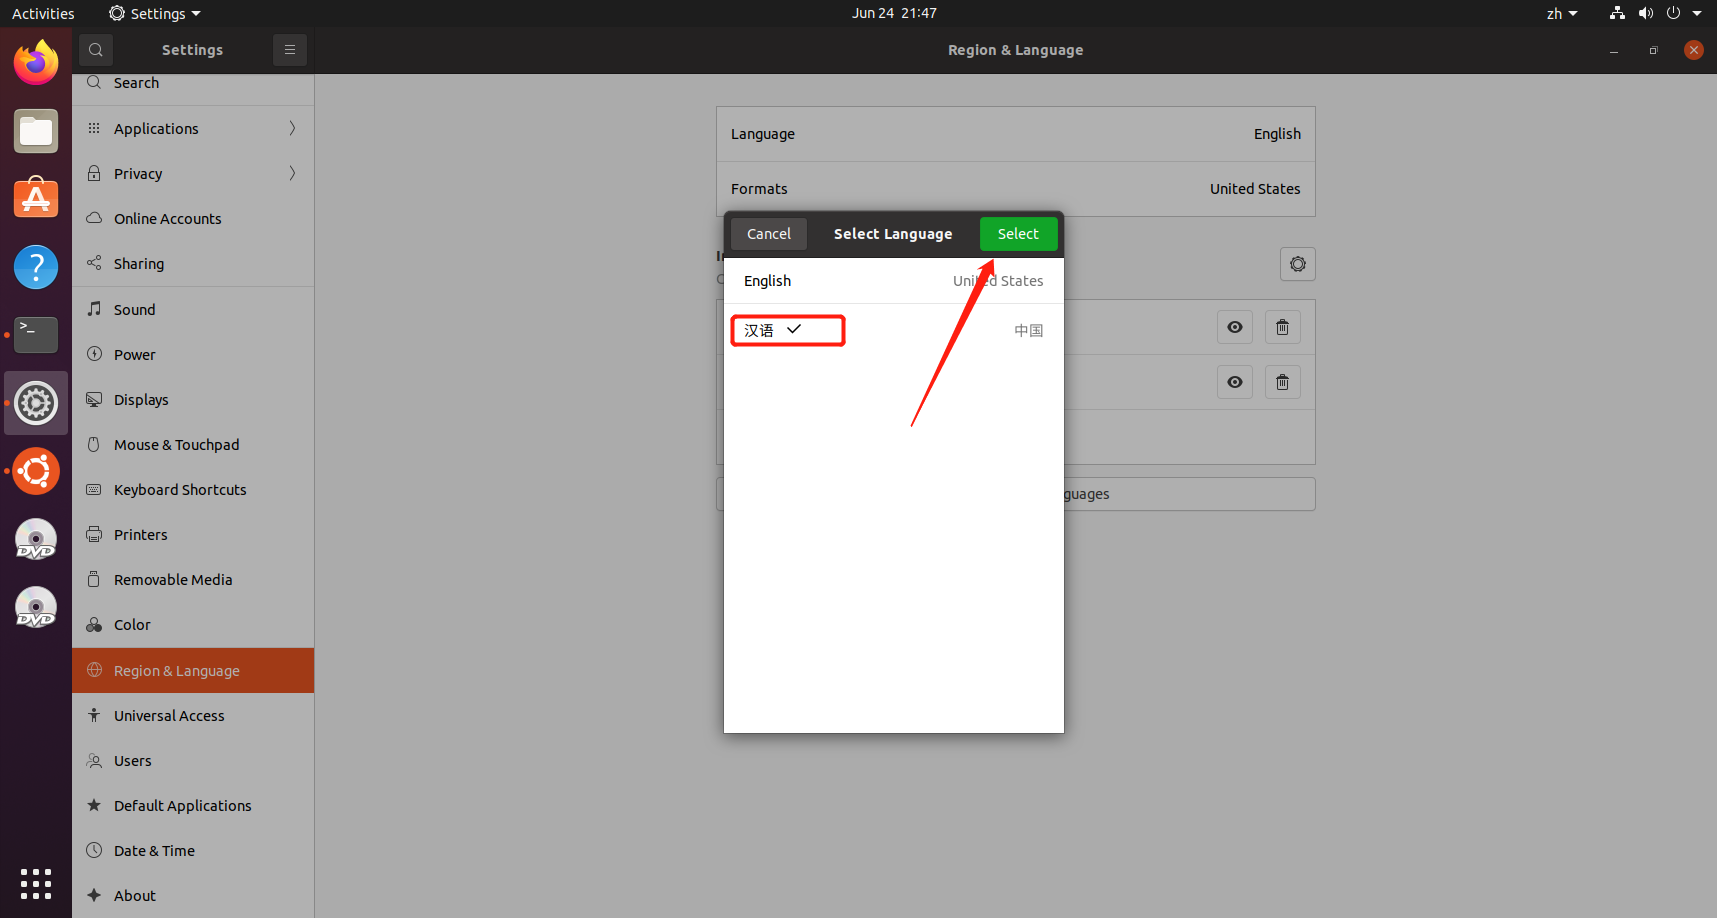 Activities Settings Jun 24 21:47 zh
Settings Region & Language
Search
Applications
Privacy
Online Accounts
Sharing
Sound
Power
Displays
Mouse & Touchpad
Keyboard Shortcuts
Printers
Removable Media
Color
Region & Language
Universal Access
Users
Default Applications
Date & Time
About
Language English
Formats United States
Cancel Select Language Select
English United States
汉语 中国
DVD
DVD